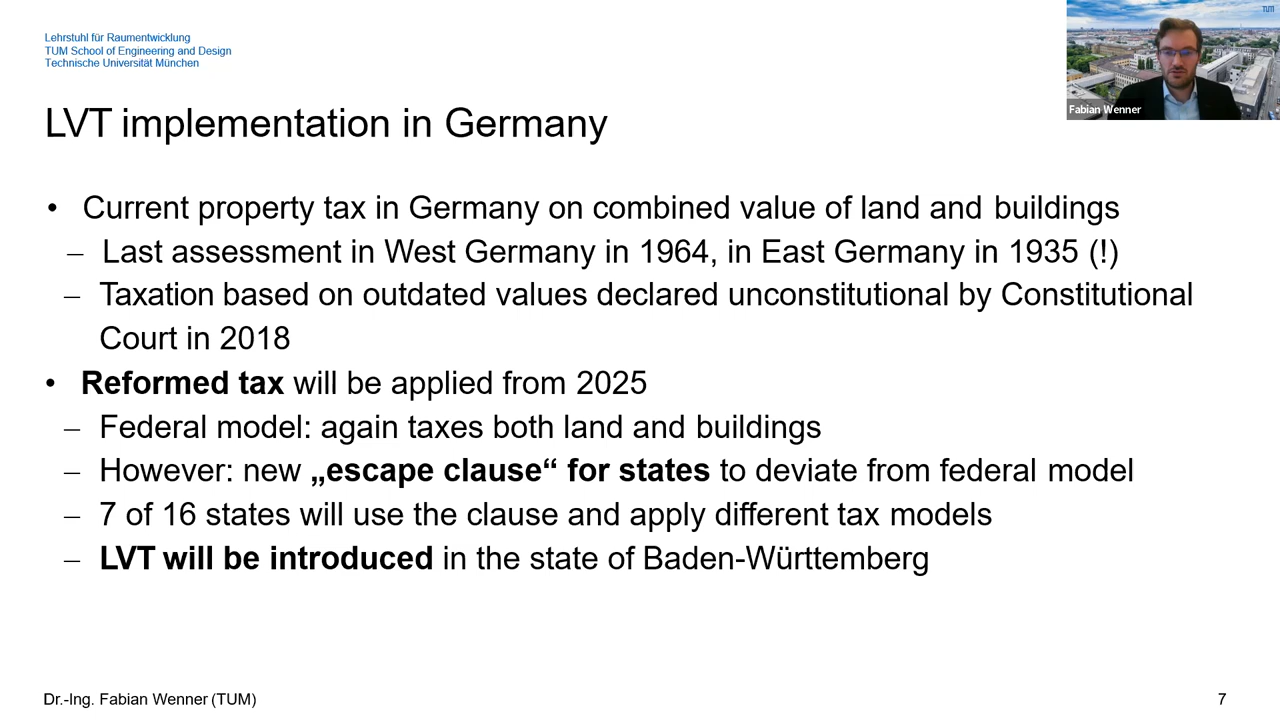 Lehrstuhl für Raumentwicklung
TUM School of Engineering and Design
Technische Universität München
TUM
Fabian Wenner
LVT implementation in Germany
• Current property tax in Germany on combined value of land and buildings
– Last assessment in West Germany in 1964, in East Germany in 1935 (!)
– Taxation based on outdated values declared unconstitutional by Constitutional
Court in 2018
• Reformed tax will be applied from 2025
– Federal model: again taxes both land and buildings
– However: new „escape clause“ for states to deviate from federal model
– 7 of 16 states will use the clause and apply different tax models
– LVT will be introduced in the state of Baden-Württemberg
Dr.-Ing. Fabian Wenner (TUM)
7